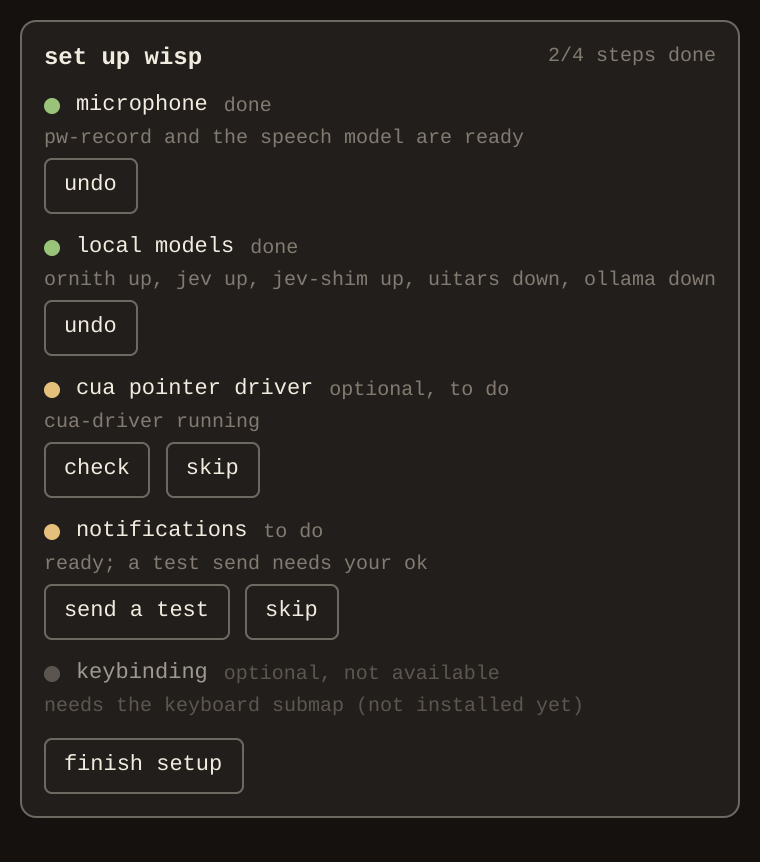 set up wisp
2/4 steps done
microphone done
pw-record and the speech model are ready
undo
local models done
ornith up, jev up, jev-shim up, uitars down, ollama down
undo
cua pointer driver optional, to do
cua-driver running
check skip
notifications to do
ready; a test send needs your ok
send a test skip
keybinding optional, not available
needs the keyboard submap (not installed yet)
finish setup